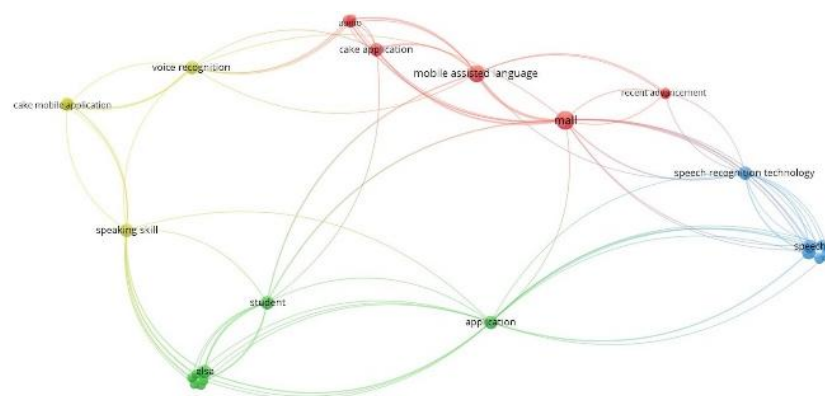 audio
cake application
voice recognition
mobile assisted language
recent advancement
cake mobile application
mall
speech recognition technology
speaking skill
speech
student
application
elsa